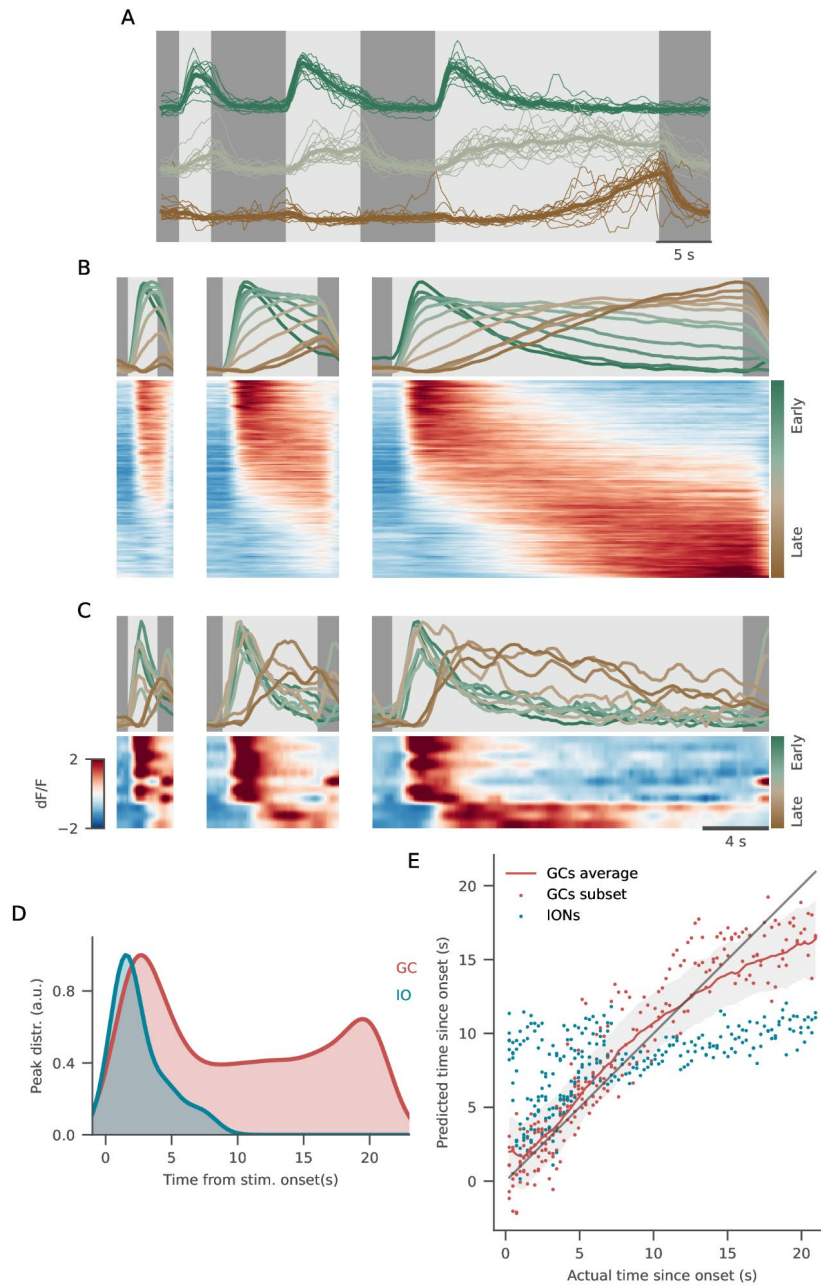 A
5 s
B
Early
Late
C
2
dF/F
−2
Early
Late
4 s
D
GC
IO
0.8
0.4
0.0
Peak distr. (a.u.)
0 5 10 15 20
Time from stim. onset(s)
E
GCs average
GCs subset
IONs
20
15
10
5
0
Predicted time since onset (s)
0 5 10 15 20
Actual time since onset (s)